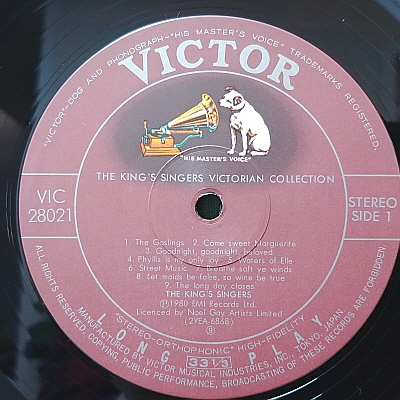 "VICTOR"-DOG AND PHONOGRAPH-"HIS MASTER'S VOICE" TRADEMARKS REGISTERED.
VICTOR
"HIS MASTER'S VOICE"
THE KING'S SINGERS VICTORIAN COLLECTION
VIC
28021
STEREO
SIDE 1
1. The Goslings 2. Come sweet Marguerite
3. Goodnight, goodnight, beloved
4. Phyllis is my only joy 5. Waters of Elle
6. Street Music 7. Breathe soft ye winds
8. Let maids be false, so wine be true
9. The long day closes
THE KING'S SINGERS
Ⓟ1980 EMI Records Ltd.
Licenced by Noel Gay Artists Limited
(2YEA-6868)
"STEREO-ORTHOPHONIC" HIGH-FIDELITY
LONG 33 1/3 PLAY
MANUFACTURED BY VICTOR MUSICAL INDUSTRIES, INC., TOKYO, JAPAN
ALL RIGHTS RESERVED, COPYING, PUBLIC PERFORMANCE, BROADCASTING OF THESE RECORDS ARE FORBIDDEN.